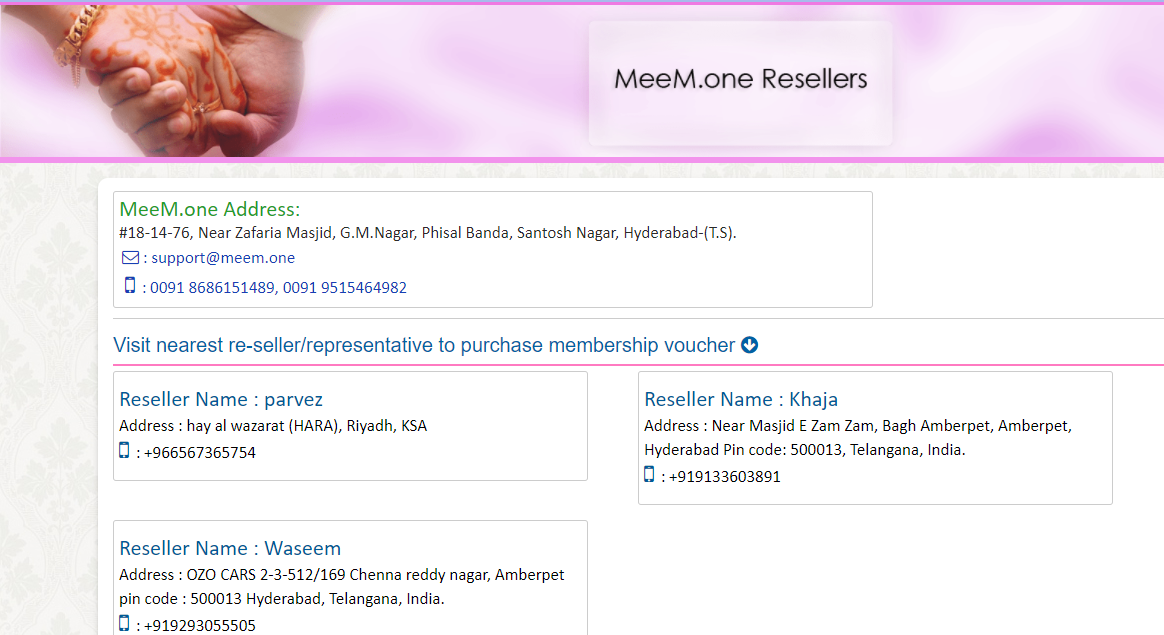 MeeM.one Resellers
MeeM.one Address:
#18-14-76, Near Zafaria Masjid, G.M.Nagar, Phisal Banda, Santosh Nagar, Hyderabad-(T.S).
: support@meem.one
: 0091 8686151489, 0091 9515464982
Visit nearest re-seller/representative to purchase membership voucher
Reseller Name : parvez
Address : hay al wazarat (HARA), Riyadh, KSA
: +966567365754
Reseller Name : Khaja
Address : Near Masjid E Zam Zam, Bagh Amberpet, Amberpet,
Hyderabad Pin code: 500013, Telangana, India.
: +919133603891
Reseller Name : Waseem
Address : OZO CARS 2-3-512/169 Chenna reddy nagar, Amberpet
pin code : 500013 Hyderabad, Telangana, India.
: +919293055505